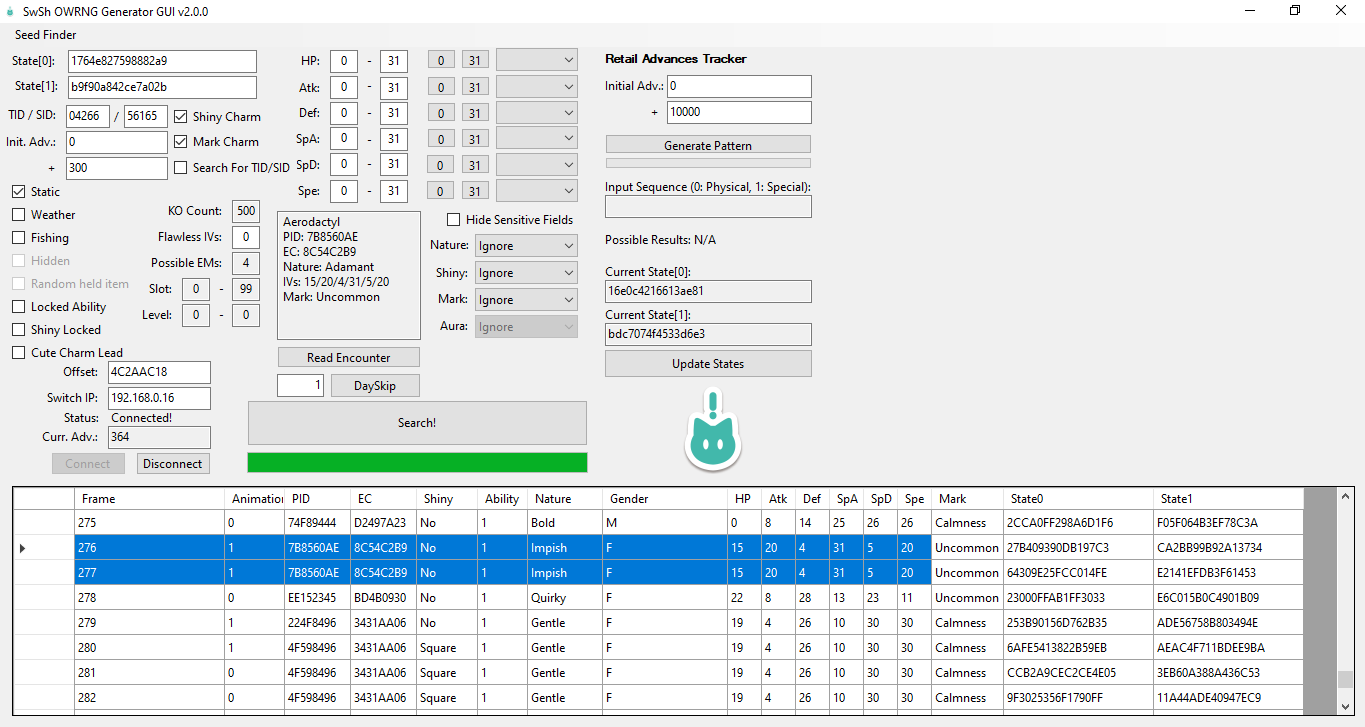 SwSh OWRNG Generator GUI v2.0.0
Seed Finder
State[0]: 1764e827598882a9
State[1]: b9f90a842ce7a02b
TID / SID: 04266 / 56165 Shiny Charm
Init. Adv.: 0 Mark Charm
+ 300 Search For TID/SID
Static
Weather
Fishing
Hidden
Random held item
Locked Ability
Shiny Locked
Cute Charm Lead
KO Count: 500
Flawless IVs: 0
Possible EMs: 4
Slot: 0 - 99
Level: 0 - 0
Offset: 4C2AAC18
Switch IP: 192.168.0.16
Status: Connected!
Curr. Adv.: 364
Connect Disconnect
HP: 0 - 31 0 31
Atk: 0 - 31 0 31
Def: 0 - 31 0 31
SpA: 0 - 31 0 31
SpD: 0 - 31 0 31
Spe: 0 - 31 0 31
Aerodactyl
PID: 7B8560AE
EC: 8C54C2B9
Nature: Adamant
IVs: 15/20/4/31/5/20
Mark: Uncommon
Read Encounter
1 DaySkip
Hide Sensitive Fields
Nature: Ignore
Shiny: Ignore
Mark: Ignore
Aura: Ignore
Search!
Retail Advances Tracker
Initial Adv.: 0
+ 10000
Generate Pattern
Input Sequence (0: Physical, 1: Special):
Possible Results: N/A
Current State[0]:
16e0c4216613ae81
Current State[1]:
bdc7074f4533d6e3
Update States
Frame Animation PID EC Shiny Ability Nature Gender HP Atk Def SpA SpD Spe Mark State0 State1
275 0 74F89444 D2497A23 No 1 Bold M 0 8 14 25 26 26 Calmness 2CCA0FF298A6D1F6 F05F064B3EF78C3A
276 1 7B8560AE 8C54C2B9 No 1 Impish F 15 20 4 31 5 20 Uncommon 27B409390DB197C3 CA2BB99B92A13734
277 1 7B8560AE 8C54C2B9 No 1 Impish F 15 20 4 31 5 20 Uncommon 64309E25FCC014FE E2141EFDB3F61453
278 0 EE152345 BD4B0930 No 1 Quirky F 22 8 28 13 23 11 Uncommon 23000FFAB1FF3033 E6C015B0C4901B09
279 1 224F8496 3431AA06 No 1 Gentle F 19 4 26 10 30 30 Calmness 253B90156D762B35 ADE56758B803494E
280 1 4F598496 3431AA06 Square 1 Gentle F 19 4 26 10 30 30 Calmness 6AFE5413822B59EB AEAC4F711BDEE9BA
281 0 4F598496 3431AA06 Square 1 Gentle F 19 4 26 10 30 30 Calmness CCB2A9CEC2CE4E05 3EB60A388A436C53
282 0 4F598496 3431AA06 Square 1 Gentle F 19 4 26 10 30 30 Calmness 9F3025356F1790FF 11A44ADE40947EC9